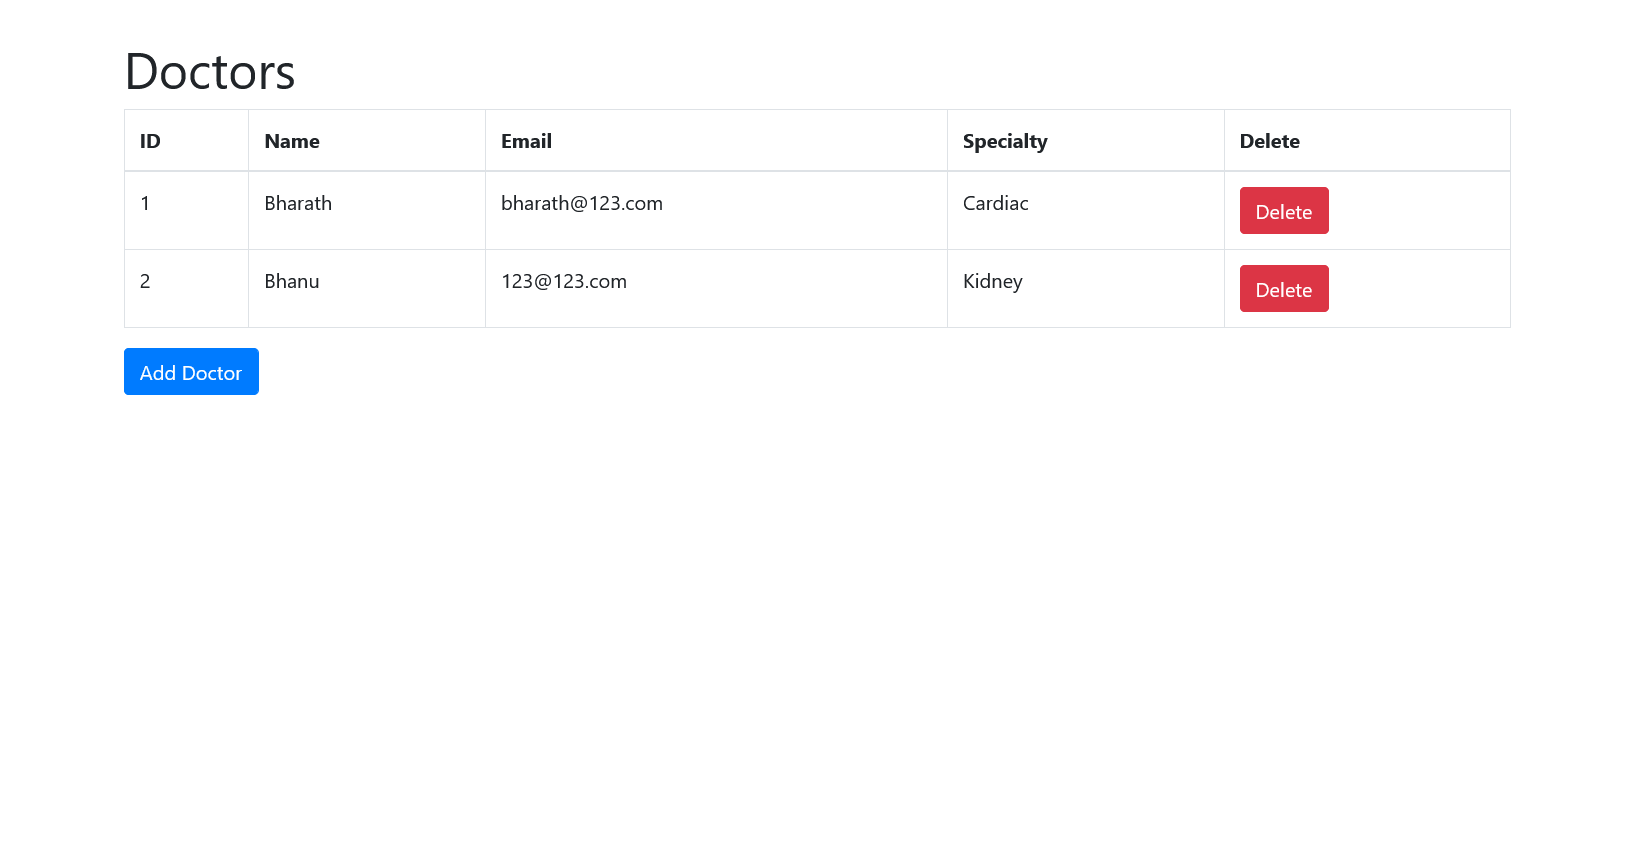 Doctors
ID Name Email Specialty Delete
1 Bharath bharath@123.com Cardiac Delete
2 Bhanu 123@123.com Kidney Delete
Add Doctor